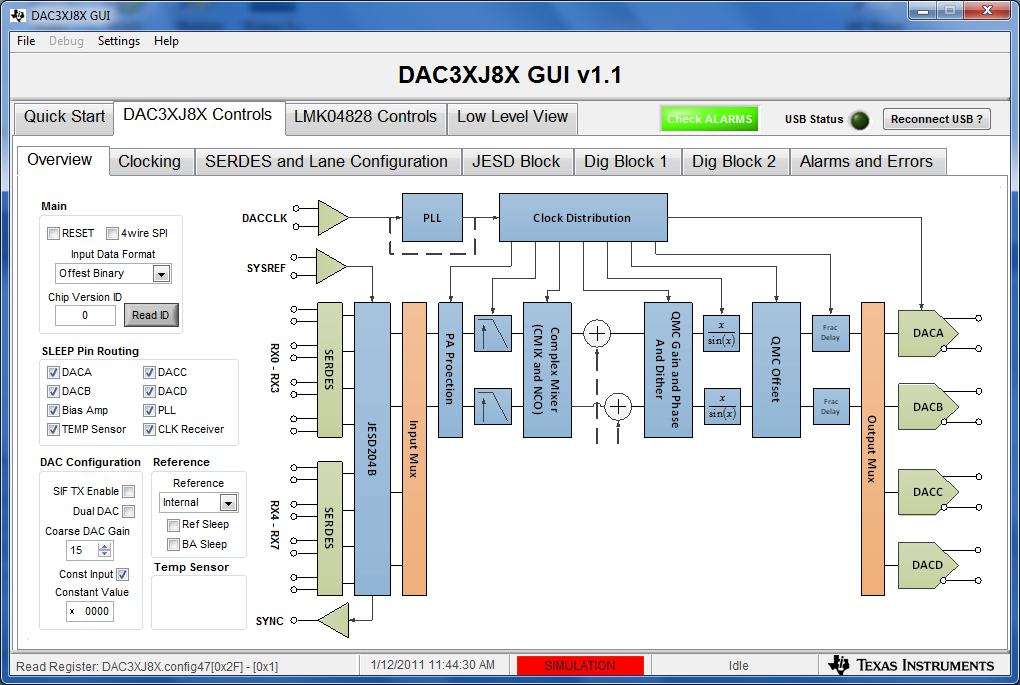 DAC3XJ8X GUI
File Debug Settings Help
DAC3XJ8X GUI v1.1
Quick Start DAC3XJ8X Controls LMK04828 Controls Low Level View Check ALARMS USB Status Reconnect USB ?
Overview Clocking SERDES and Lane Configuration JESD Block Dig Block 1 Dig Block 2 Alarms and Errors
Main
RESET 4wire SPI
Input Data Format
Offest Binary
Chip Version ID
0 Read ID
SLEEP Pin Routing
DACA DACC
DACB DACD
Bias Amp PLL
TEMP Sensor CLK Receiver
DAC Configuration
SIF TX Enable
Dual DAC
Coarse DAC Gain
15
Const Input
Constant Value
x 0000
Reference
Reference
Internal
Ref Sleep
BA Sleep
Temp Sensor
DACCLK
PLL
Clock Distribution
SYSREF
RX0 - RX3
SERDES
RX4 - RX7
SERDES
JESD204B
Input Mux
PA Proection
Complex Mixer
(CMIX and NCO)
QMC Gain and Phase
And Dither
x
sin(x)
x
sin(x)
QMC Offset
Frac
Delay
Frac
Delay
Output Mux
DACA
DACB
DACC
DACD
SYNC
Read Register: DAC3XJ8X.config47[0x2F] - [0x1] 1/12/2011 11:44:30 AM SIMULATION Idle TEXAS INSTRUMENTS